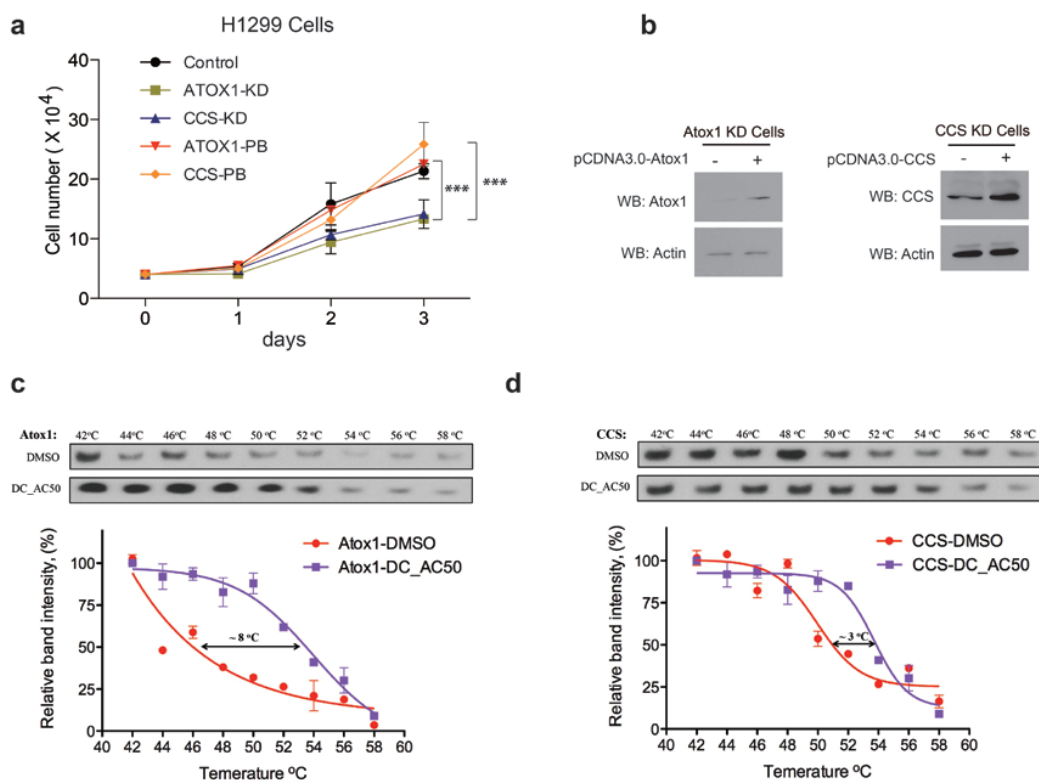 a
H1299 Cells
Cell number ( X 10⁴)
40
30
20
10
0
Control
ATOX1-KD
CCS-KD
ATOX1-PB
CCS-PB
***
***
0 1 2 3
days
b
Atox1 KD Cells
pCDNA3.0-Atox1 - +
WB: Atox1
WB: Actin
CCS KD Cells
pCDNA3.0-CCS - +
WB: CCS
WB: Actin
c
Atox1: 42°C 44°C 46°C 48 °C 50 °C 52 °C 54 °C 56 °C 58 °C
DMSO
DC_AC50
Relative band intensity, (%)
100
75
50
25
0
Atox1-DMSO
Atox1-DC_AC50
~ 8 °C
40 42 44 46 48 50 52 54 56 58 60
Temerature ºC
d
CCS: 42°C 44°C 46°C 48 °C 50 °C 52 °C 54 °C 56 °C 58 °C
DMSO
DC_AC50
Relative band intensity, (%)
100
75
50
25
0
CCS-DMSO
CCS-DC_AC50
~ 3 °C
40 42 44 46 48 50 52 54 56 58 60
Temerature ºC